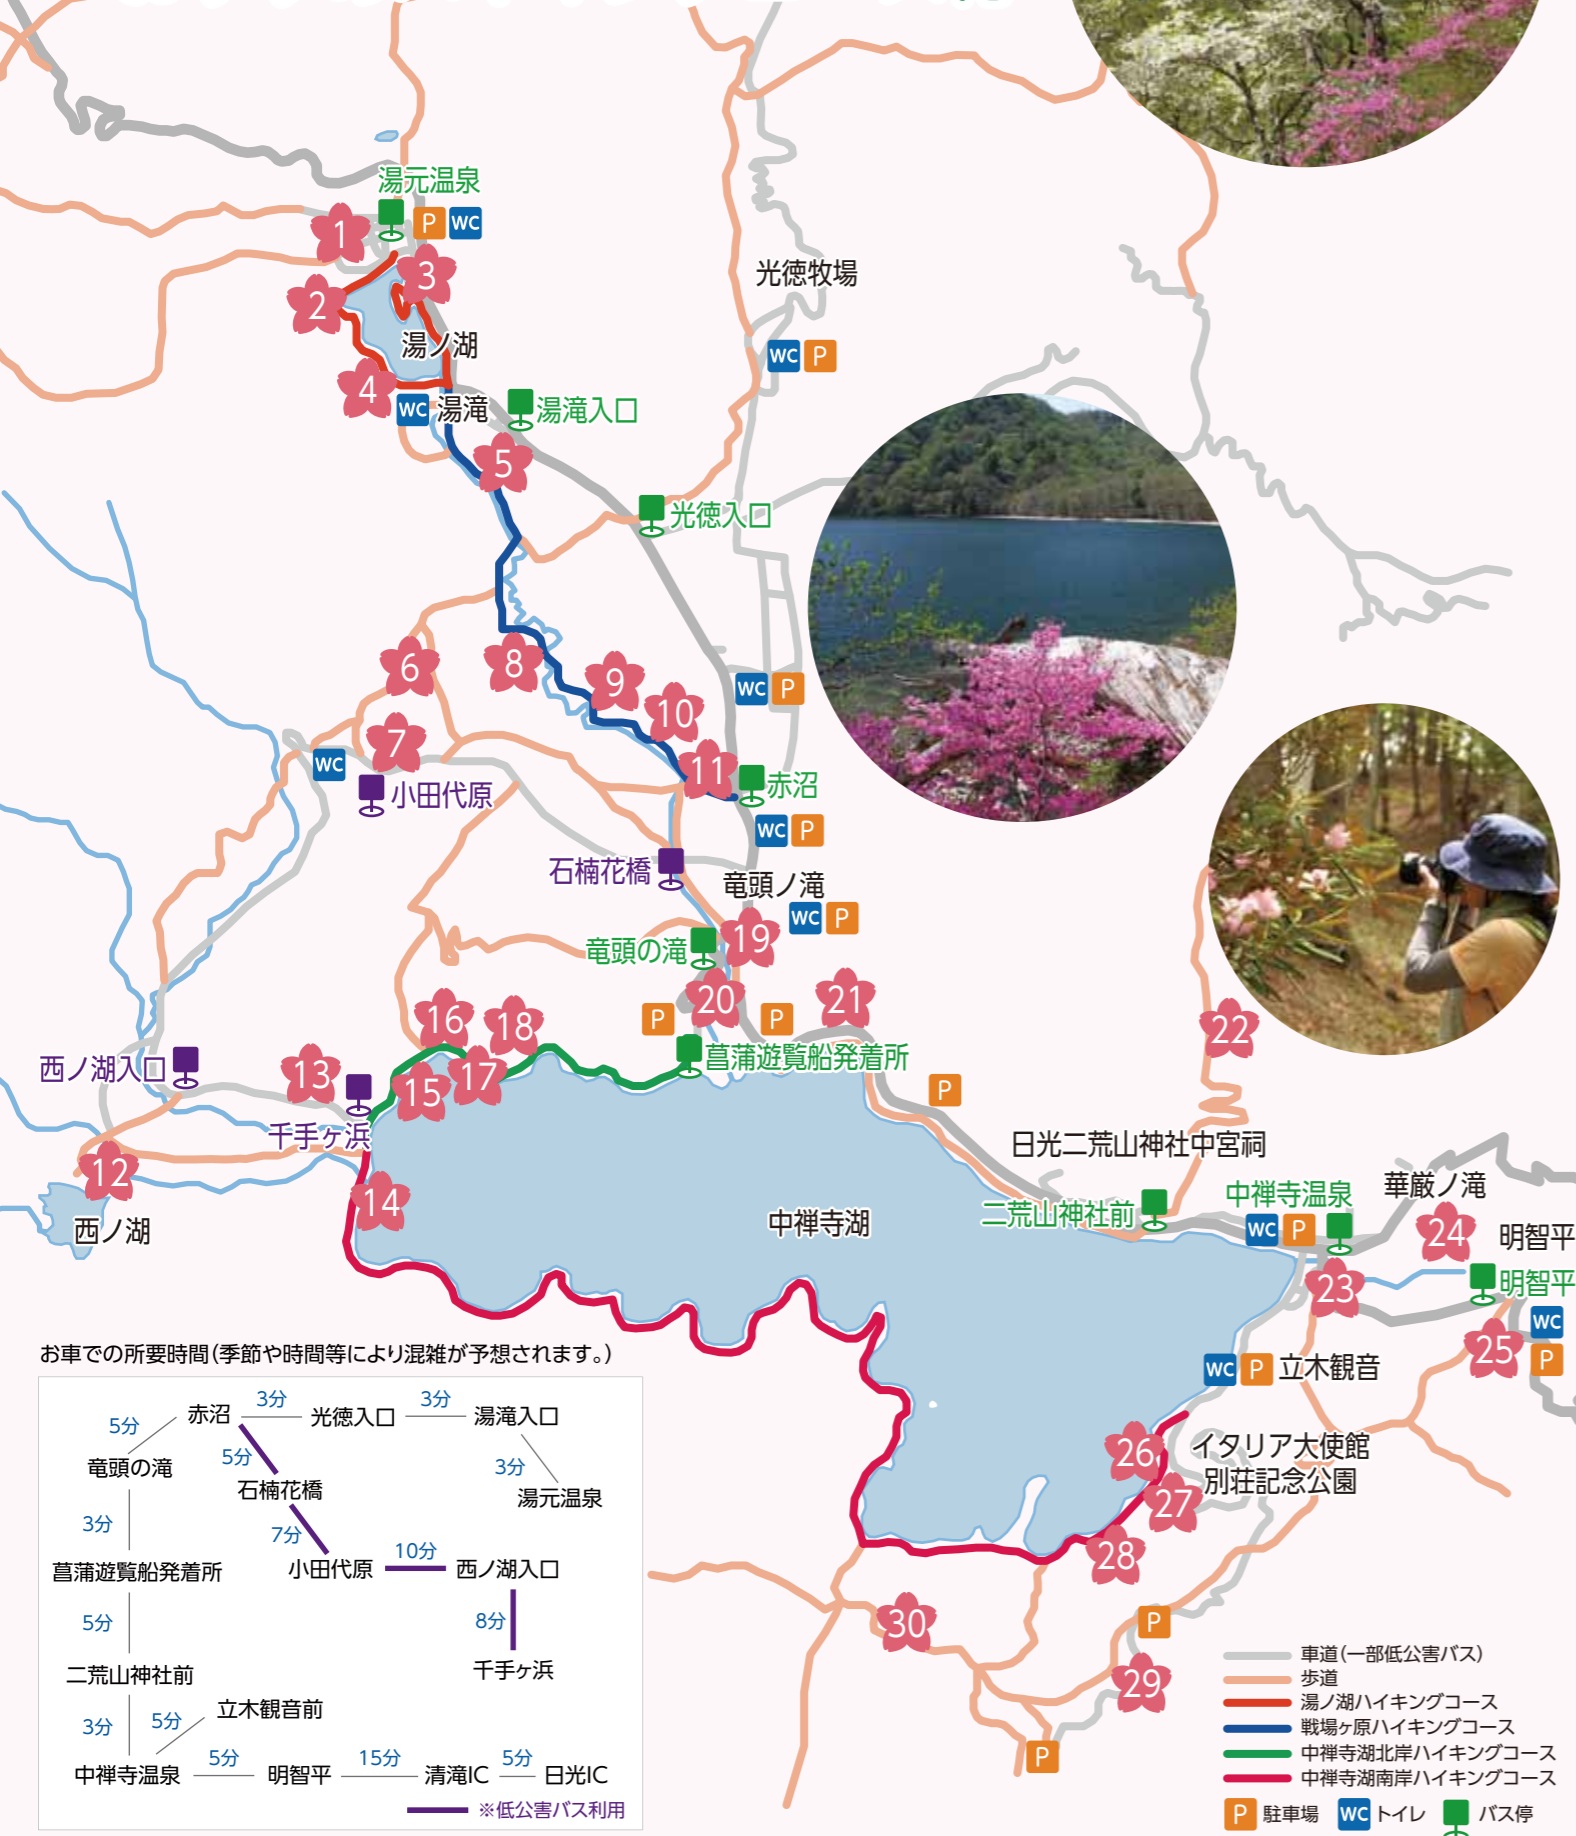 湯元温泉
P WC
1
3
2
光徳牧場
湯ノ湖
WC P
4
WC 湯滝
湯滝入口
5
光徳入口
6
8
9
10
WC P
7
WC
11
赤沼
小田代原
WC P
石楠花橋
竜頭ノ滝
WC P
竜頭の滝
19
20
21
P
P
16
18
22
西ノ湖入口
13
菖蒲遊覧船発着所
15
17
P
千手ヶ浜
日光二荒山神社中宮祠
12
14
西ノ湖
中禅寺湖
二荒山神社前
中禅寺温泉
WC P
華厳ノ滝
24
明智平
明智平
23
WC
P
25
WC P 立木観音
26
イタリア大使館
別荘記念公園
27
28
30
P
29
P
お車での所要時間(季節や時間等により混雑が予想されます。)
赤沼 3分 光徳入口 3分 湯滝入口
5分
竜頭の滝
5分
石楠花橋
3分
湯元温泉
3分
7分
菖蒲遊覧船発着所
小田代原 10分 西ノ湖入口
5分
8分
二荒山神社前
千手ヶ浜
3分
5分
立木観音前
中禅寺温泉 5分 明智平 15分 清滝IC 5分 日光IC
※低公害バス利用
車道(一部低公害バス)
歩道
湯ノ湖ハイキングコース
戦場ヶ原ハイキングコース
中禅寺湖北岸ハイキングコース
中禅寺湖南岸ハイキングコース
P 駐車場 WC トイレ バス停